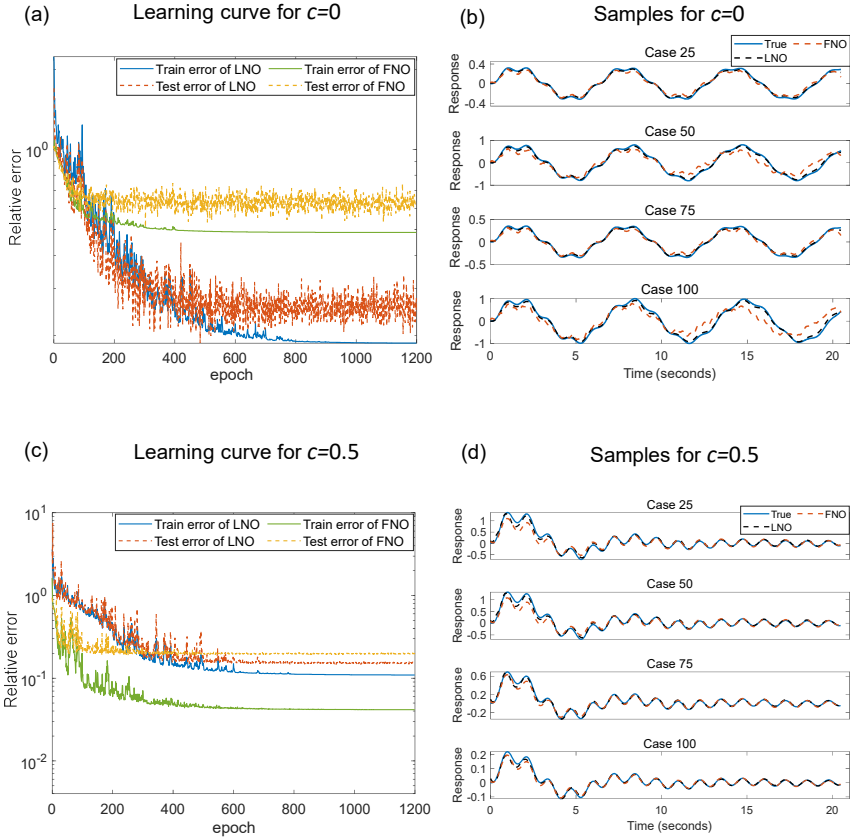 (a)
Learning curve for c=0
Train error of LNO
Train error of FNO
Test error of LNO
Test error of FNO
10^0
Relative error
0
200
400
600
800
1000
1200
epoch
(b)
Samples for c=0
True
FNO
LNO
Case 25
0.4
0
-0.4
Response
Case 50
1
0
-1
Response
Case 75
0.5
0
-0.5
Response
Case 100
1
0
-1
Response
0
5
10
15
20
Time (seconds)
(c)
Learning curve for c=0.5
Train error of LNO
Train error of FNO
Test error of LNO
Test error of FNO
10^1
10^0
10^-1
10^-2
Relative error
0
200
400
600
800
1000
1200
epoch
(d)
Samples for c=0.5
Case 25
True
FNO
LNO
1
0.5
0
-0.5
Response
Case 50
1
0.5
0
-0.5
Response
Case 75
0.6
0.2
-0.2
Response
Case 100
0.2
0.1
0
-0.1
Response
0
5
10
15
20
Time (seconds)